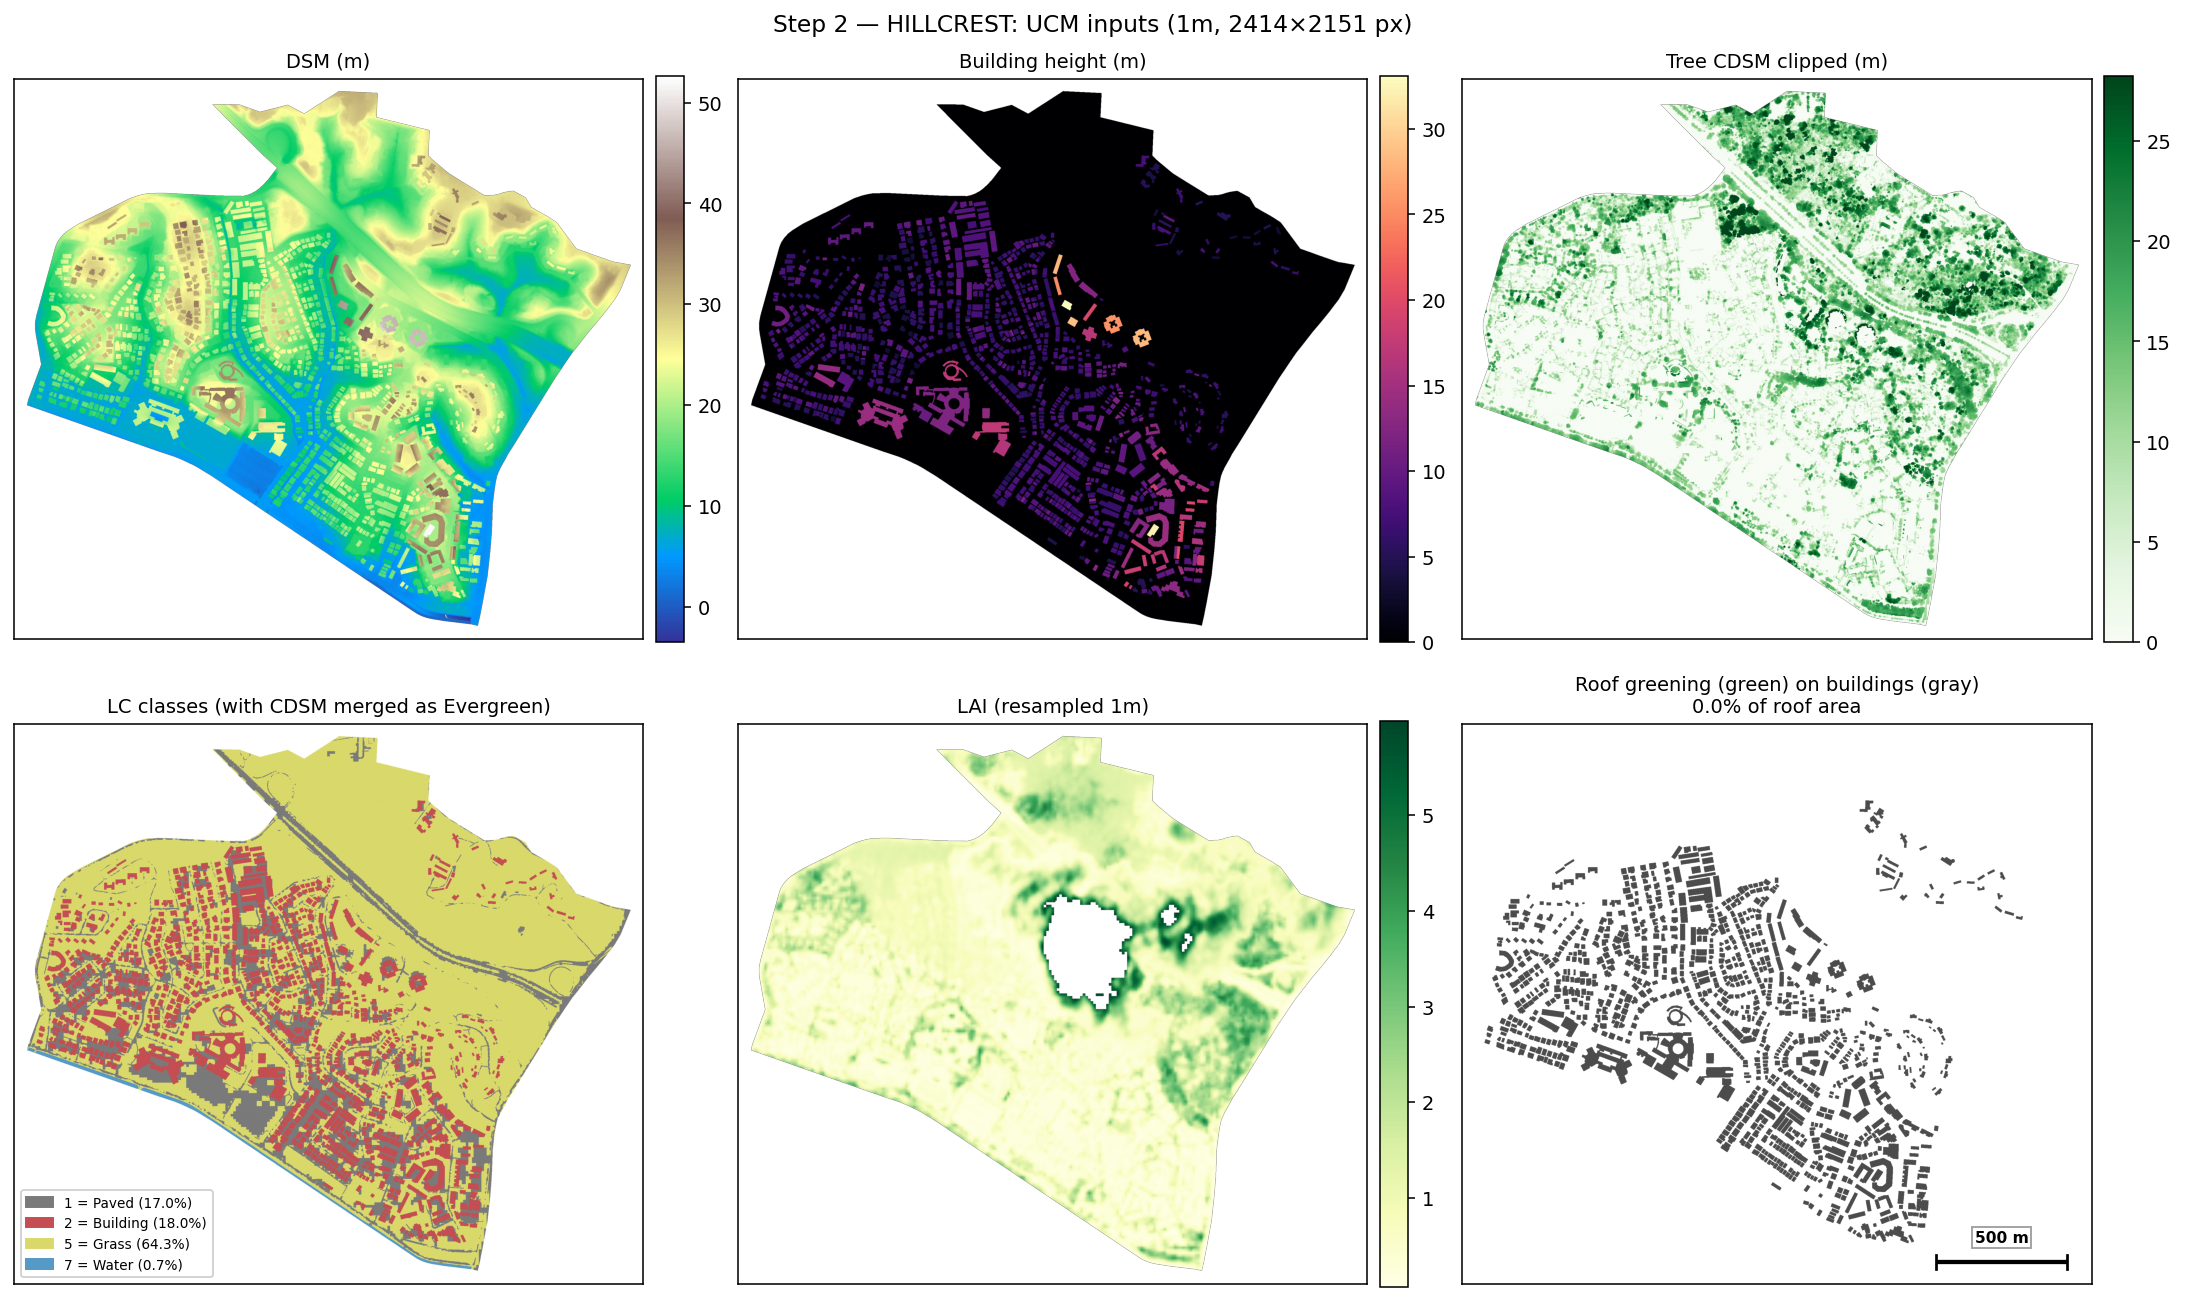 Step 2 — HILLCREST: UCM inputs (1m, 2414×2151 px)
DSM (m)
50
40
30
20
10
0
Building height (m)
30
25
20
15
10
5
0
Tree CDSM clipped (m)
25
20
15
10
5
0
LC classes (with CDSM merged as Evergreen)
1 = Paved (17.0%)
2 = Building (18.0%)
5 = Grass (64.3%)
7 = Water (0.7%)
LAI (resampled 1m)
5
4
3
2
1
Roof greening (green) on buildings (gray)
0.0% of roof area
500 m